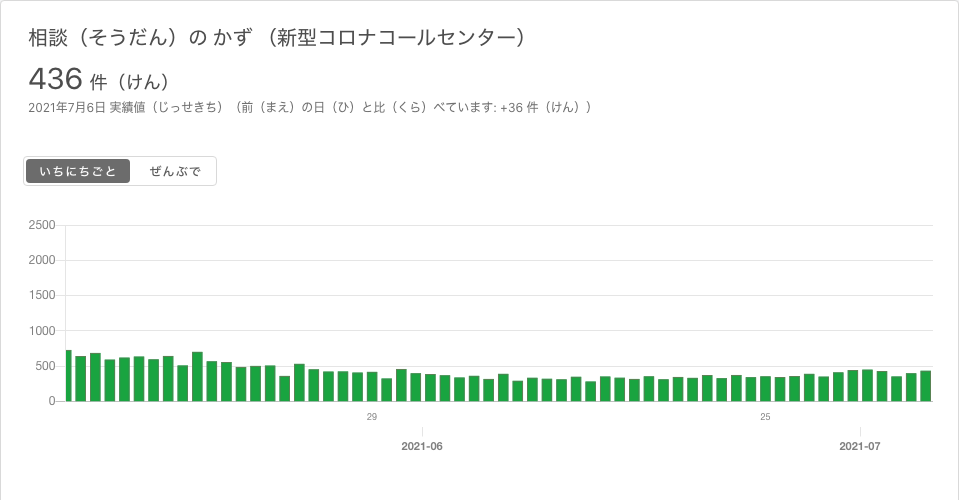 相談（そうだん）の かず （新型コロナコールセンター）
436 件（けん）
2021年7月6日 実績値（じっせきち）（前（まえ）の日（ひ）と比（くら）べています: +36 件（けん））
いちにちごと ぜんぶで
2500
2000
1500
1000
500
0
29 25
2021-06 2021-07